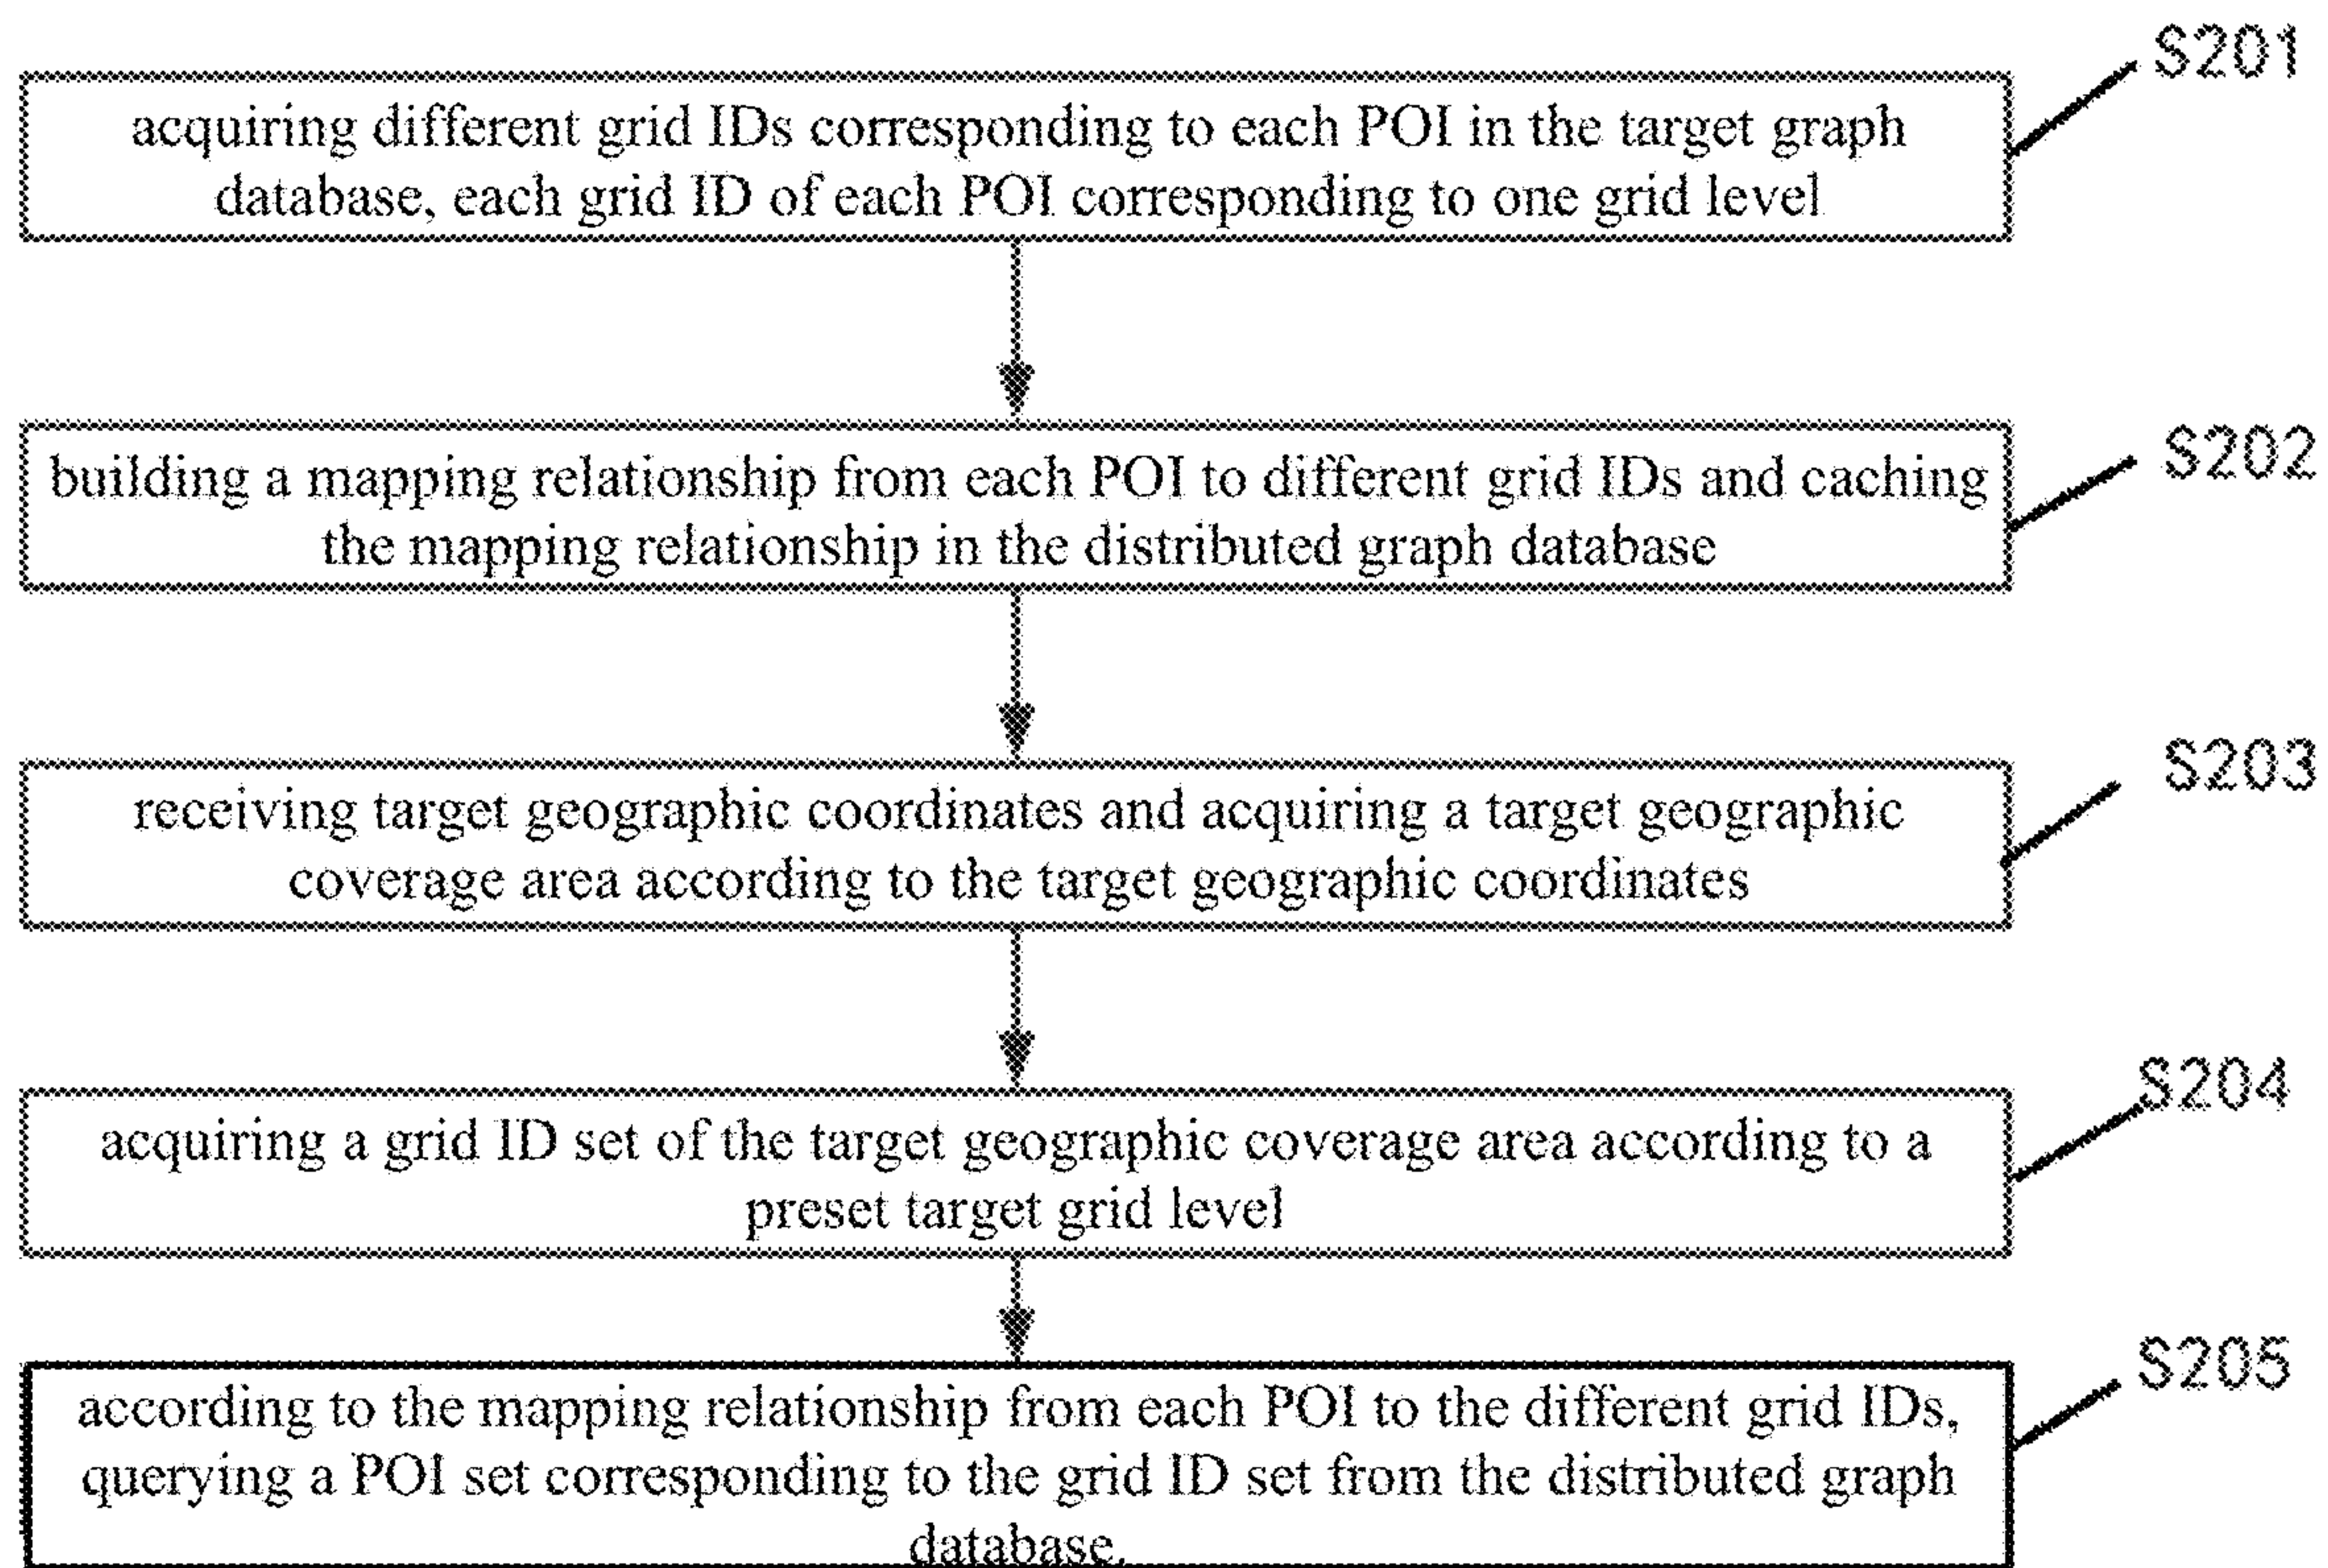 S201
acquiring different grid IDs corresponding to each POI in the target graph
database, each grid ID of each POI corresponding to one grid level
S202
building a mapping relationship from each POI to different grid IDs and caching
the mapping relationship in the distributed graph database
S203
receiving target geographic coordinates and acquiring a target geographic
coverage area according to the target geographic coordinates
S204
acquiring a grid ID set of the target geographic coverage area according to a
preset target grid level
S205
according to the mapping relationship from each POI to the different grid IDs,
querying a POI set corresponding to the grid ID set from the distributed graph
database.